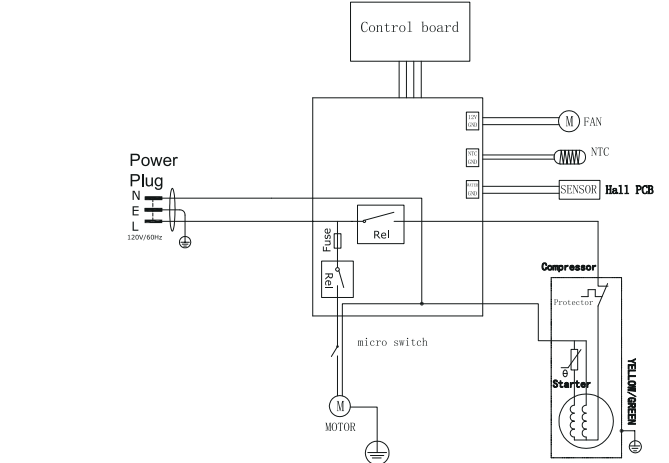 Control board
12V
GND
M
FAN
NTC
GND
NTC
GND
SENSOR
Hall PCB
Power
Plug
N
E
L
120V/60Hz
Rel
Fuse
Rel
Compressor
Protector
micro switch
θ
Starter
YELLOW/GREEN
M
MOTOR